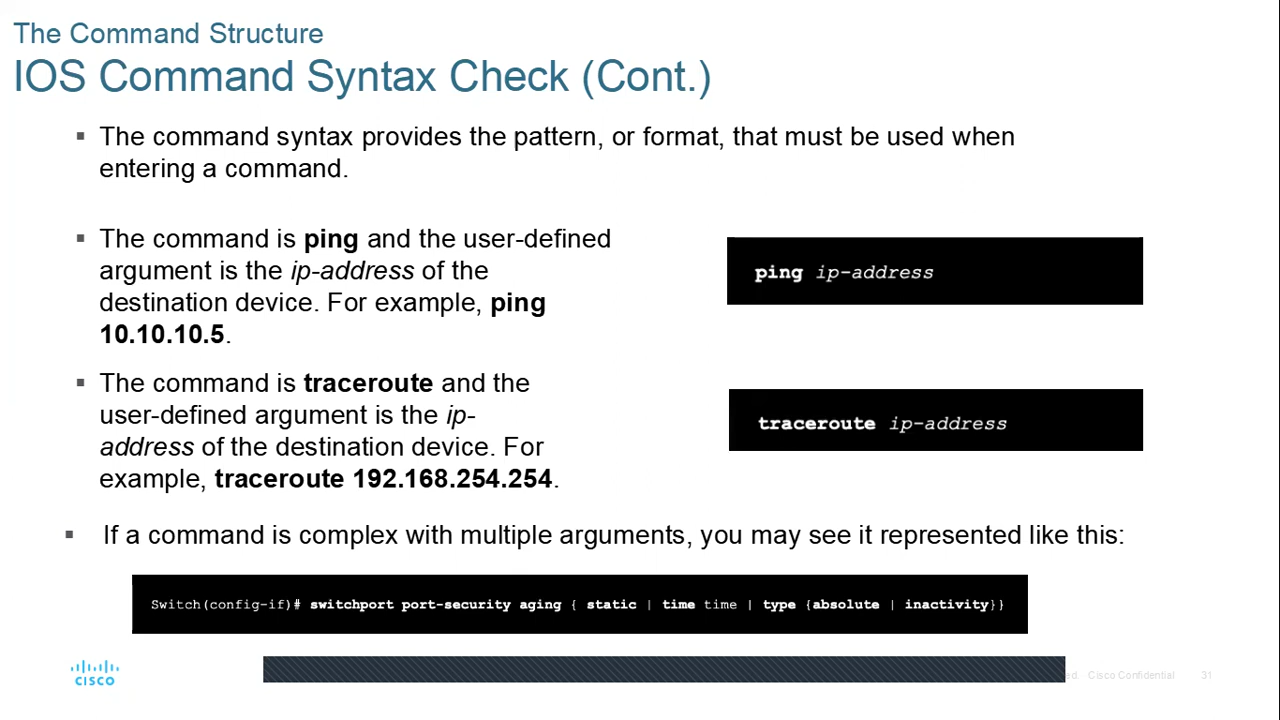 The Command Structure
IOS Command Syntax Check (Cont.)
▪ The command syntax provides the pattern, or format, that must be used when
entering a command.
▪ The command is ping and the user-defined
argument is the ip-address of the
destination device. For example, ping
10.10.10.5.
ping ip-address
▪ The command is traceroute and the
user-defined argument is the ip-
address of the destination device. For
example, traceroute 192.168.254.254.
traceroute ip-address
▪ If a command is complex with multiple arguments, you may see it represented like this:
Switch(config-if)# switchport port-security aging { static | time time | type {absolute | inactivity}}
CISCO
ed. Cisco Confidential 31